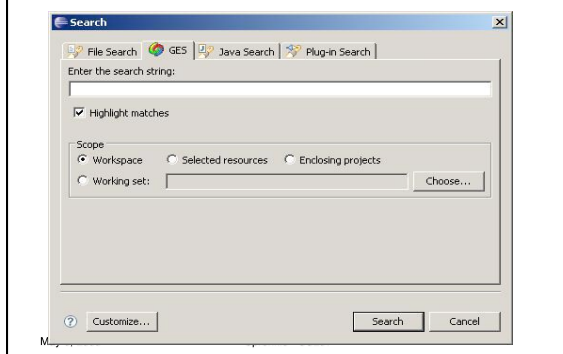 Search
File Search GES Java Search Plug-in Search
Enter the search string:
Highlight matches
Scope
Workspace Selected resources Enclosing projects
Working set: Choose...
Customize... Search Cancel